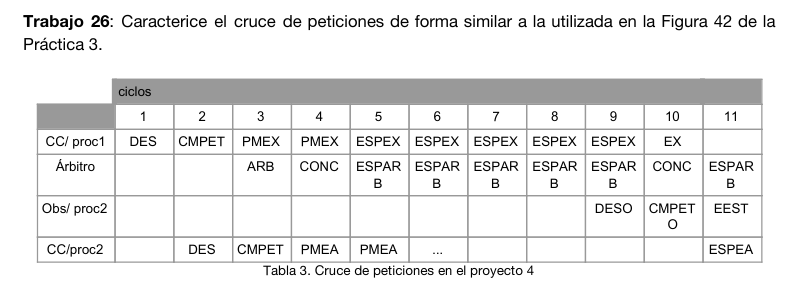 Trabajo 26: Caracterice el cruce de peticiones de forma similar a la utilizada en la Figura 42 de la
Práctica 3.
ciclos
1 2 3 4 5 6 7 8 9 10 11
CC/ proc1 DES CMPET PMEX PMEX ESPEX ESPEX ESPEX ESPEX ESPEX EX
Árbitro ARB CONC ESPAR ESPAR ESPAR ESPAR ESPAR CONC ESPAR
B B B B B B
Obs/ proc2 DESO CMPET EEST
O
CC/proc2 DES CMPET PMEA PMEA ... ESPEA
Tabla 3. Cruce de peticiones en el proyecto 4